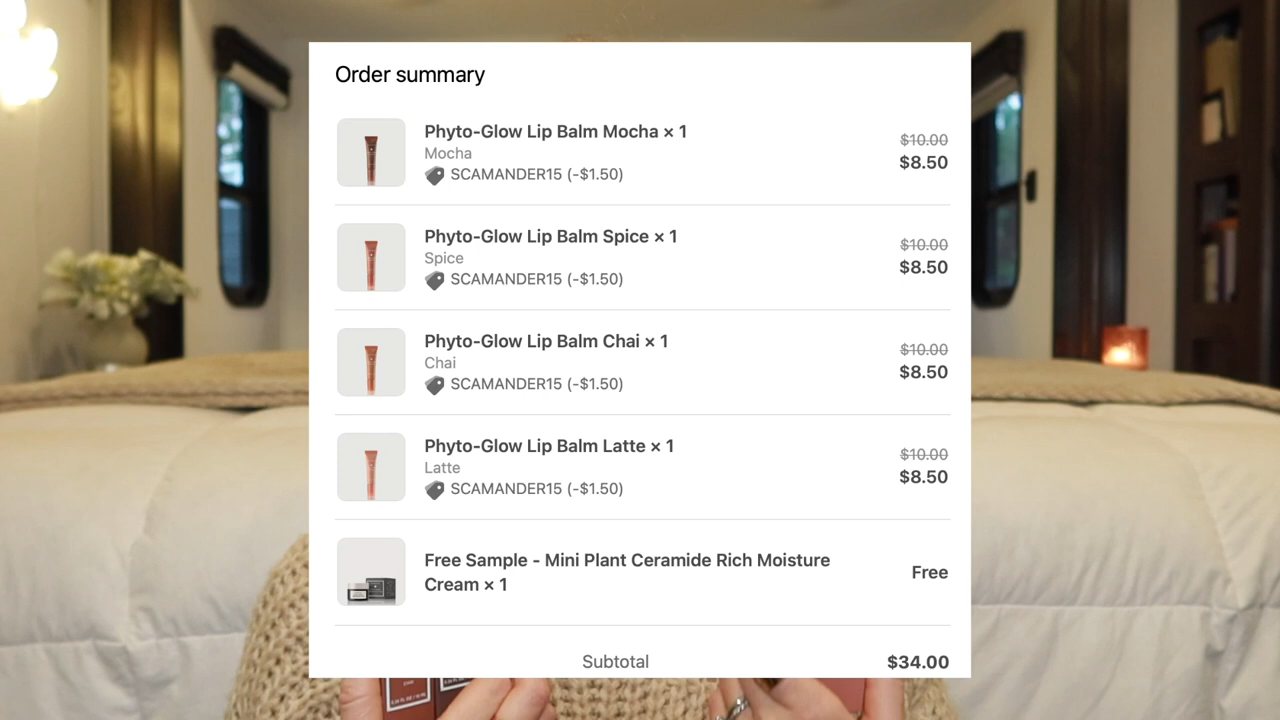 Order summary
Phyto-Glow Lip Balm Mocha × 1
$10.00
Mocha
$8.50
SCAMANDER15 (-$1.50)
Phyto-Glow Lip Balm Spice × 1
$10.00
Spice
$8.50
SCAMANDER15 (-$1.50)
Phyto-Glow Lip Balm Chai × 1
$10.00
Chai
$8.50
SCAMANDER15 (-$1.50)
Phyto-Glow Lip Balm Latte × 1
$10.00
Latte
$8.50
SCAMANDER15 (-$1.50)
Free Sample - Mini Plant Ceramide Rich Moisture
Cream × 1
Free
Subtotal
$34.00